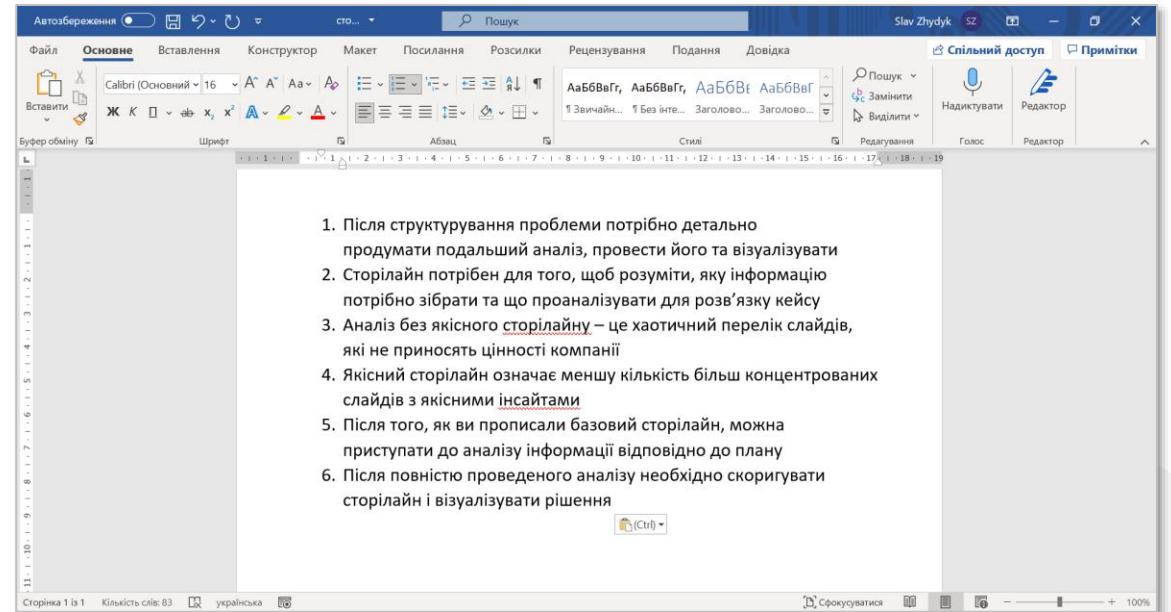 Автозбереження
сто...
Пошук
Slav Zhydyk
SZ
Файл Основне Вставлення Конструктор Макет Посилання Розсилки Рецензування Подання Довідка
Спільний доступ Примітки
Вставити
Calibri (Основний 16
Ж К П ab x₂ x²
АаБбВвГг, АаБбВвГг, АаБбВі АаБбВвГ
¶ Звичайн... ¶ Без інте... Заголово... Заголово...
Пошук
Замінити
Виділити
Надиктувати
Редактор
Буфер обміну Шрифт Абзац Стилі Редагування Голос Редактор
1. Після структурування проблеми потрібно детально
продумати подальший аналіз, провести його та візуалізувати
2. Сторілайн потрібен для того, щоб розуміти, яку інформацію
потрібно зібрати та що проаналізувати для розв’язку кейсу
3. Аналіз без якісного сторілайну – це хаотичний перелік слайдів,
які не приносять цінності компанії
4. Якісний сторілайн означає меншу кількість більш концентрованих
слайдів з якісними інсайтами
5. Після того, як ви прописали базовий сторілайн, можна
приступати до аналізу інформації відповідно до плану
6. Після повністю проведеного аналізу необхідно скоригувати
сторілайн і візуалізувати рішення
(Ctrl)
Сторінка 1 із 1 Кількість слів: 83 українська
Сфокусуватися
100%